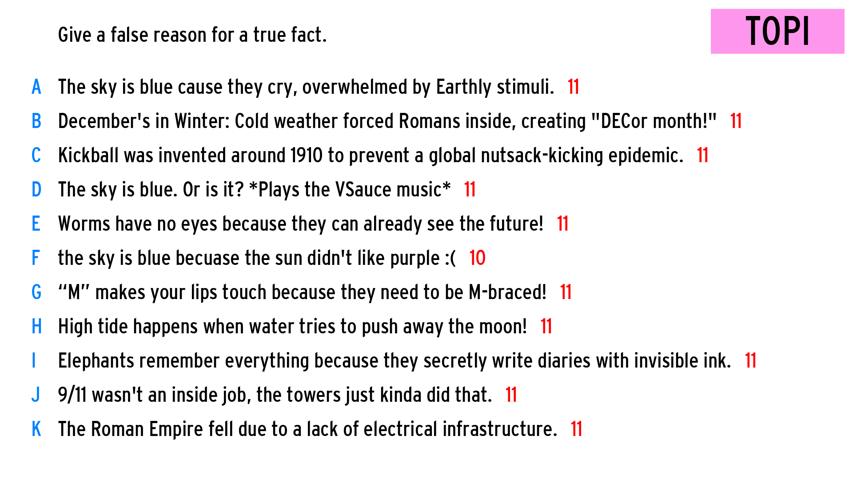 Give a false reason for a true fact.
TOPI
A The sky is blue cause they cry, overwhelmed by Earthly stimuli. 11
B December's in Winter: Cold weather forced Romans inside, creating "DECor month!" 11
C Kickball was invented around 1910 to prevent a global nutsack-kicking epidemic. 11
D The sky is blue. Or is it? *Plays the VSauce music* 11
E Worms have no eyes because they can already see the future! 11
F the sky is blue becuase the sun didn't like purple :( 10
G “M” makes your lips touch because they need to be M-braced! 11
H High tide happens when water tries to push away the moon! 11
I Elephants remember everything because they secretly write diaries with invisible ink. 11
J 9/11 wasn't an inside job, the towers just kinda did that. 11
K The Roman Empire fell due to a lack of electrical infrastructure. 11